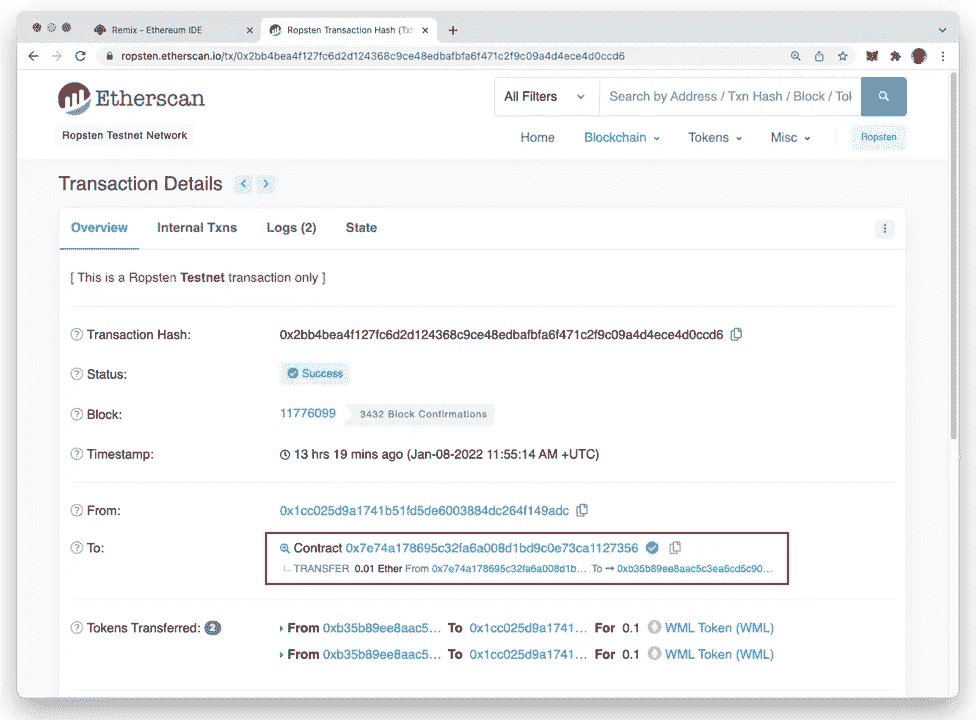 Remix - Ethereum IDE
Ropsten Transaction Hash (Txh
ropsten.etherscan.io/tx/0x2bb4bea4f127fc6d2d124368c9ce48edbafbfa6f471c2f9c09a4d4ece4d0ccd6
Etherscan
All Filters
Search by Address / Txn Hash / Block / Tok
Ropsten Testnet Network
Home Blockchain Tokens Misc Ropsten
Transaction Details
Overview Internal Txns Logs (2) State
[ This is a Ropsten Testnet transaction only ]
Transaction Hash: 0x2bb4bea4f127fc6d2d124368c9ce48edbafbfa6f471c2f9c09a4d4ece4d0ccd6
Status: Success
Block: 11776099 3432 Block Confirmations
Timestamp: 13 hrs 19 mins ago (Jan-08-2022 11:55:14 AM +UTC)
From: 0x1cc025d9a1741b51fd5de6003884dc264f149adc
To: Contract 0x7e74a178695c32fa6a008d1bd9c0e73ca1127356
TRANSFER 0.01 Ether From 0x7e74a178695c32fa6a008d1b... To → 0xb35b89ee8aac5c3ea6cd5c90...
Tokens Transferred: 2 From 0xb35b89ee8aac5... To 0x1cc025d9a1741... For 0.1 WML Token (WML)
From 0xb35b89ee8aac5... To 0x1cc025d9a1741... For 0.1 WML Token (WML)